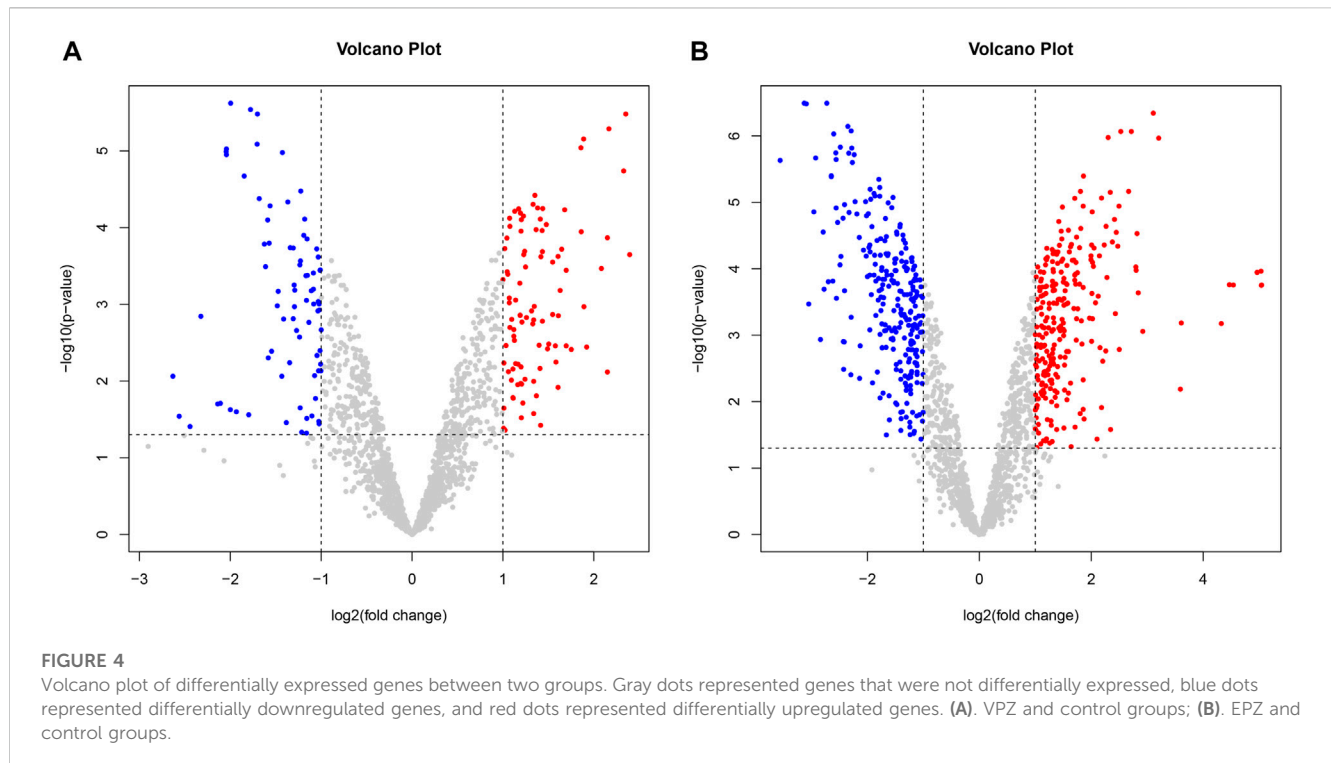 A
Volcano Plot
5
4
3
2
1
0
-log10(p-value)
−3
−2
−1
0
1
2
log2(fold change)
B
Volcano Plot
6
5
4
3
2
1
0
-log10(p-value)
−2
0
2
4
log2(fold change)
FIGURE 4
Volcano plot of differentially expressed genes between two groups. Gray dots represented genes that were not differentially expressed, blue dots
represented differentially downregulated genes, and red dots represented differentially upregulated genes. (A). VPZ and control groups; (B). EPZ and
control groups.